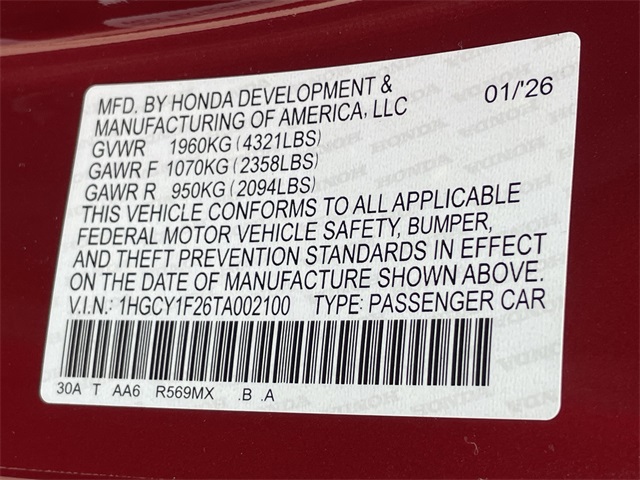 MFD. BY HONDA DEVELOPMENT & 01/'26
MANUFACTURING OF AMERICA, LLC
GVWR 1960KG (4321LBS)
GAWR F 1070KG (2358LBS)
GAWR R 950KG (2094LBS)
THIS VEHICLE CONFORMS TO ALL APPLICABLE
FEDERAL MOTOR VEHICLE SAFETY, BUMPER,
AND THEFT PREVENTION STANDARDS IN EFFECT
ON THE DATE OF MANUFACTURE SHOWN ABOVE.
V.I.N.: 1HGCY1F26TA002100 TYPE: PASSENGER CAR
30A T AA6 R569MX .B .A